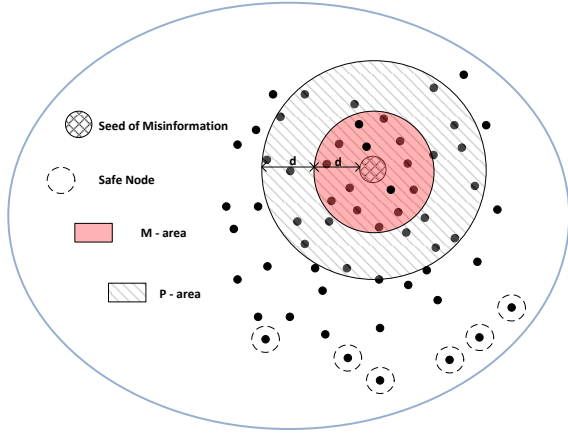 Seed of Misinformation
d d
Safe Node
M - area
P - area